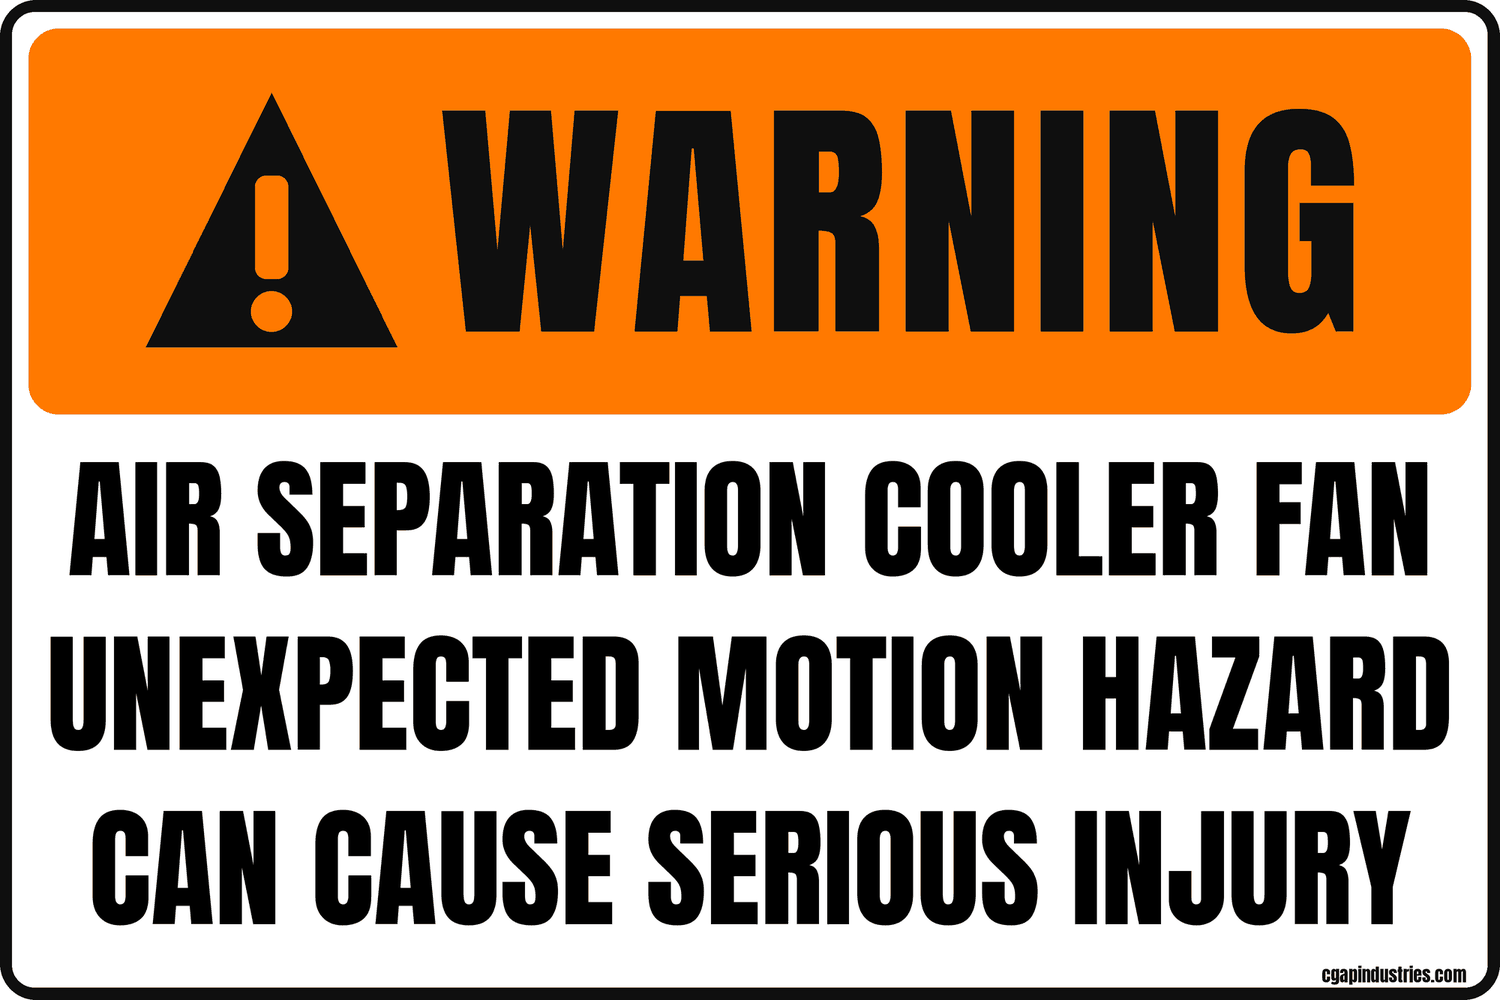 WARNING
AIR SEPARATION COOLER FAN
UNEXPECTED MOTION HAZARD
CAN CAUSE SERIOUS INJURY
cgapindustries.com